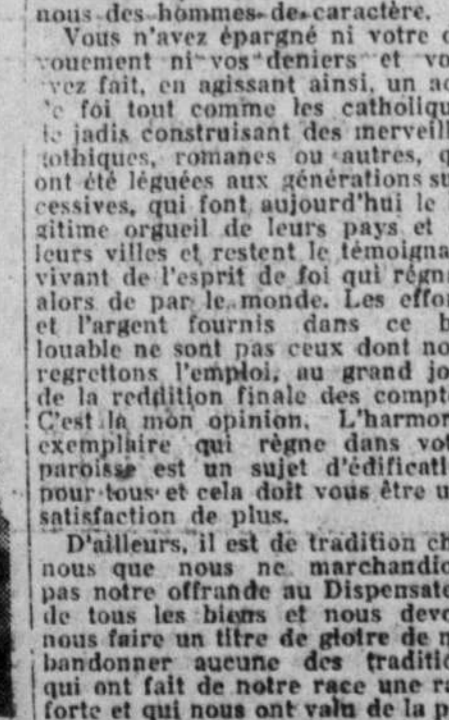 nous des hommes de caractère.
Vous n'avez épargné ni votre
vouement ni vos deniers et vo
vez fait, en agissant ainsi, un ac
foi tout comme les catholiqu
jadis construisant des merveill
gothiques, romanes ou autres, q
ont été léguées aux générations su
cessives, qui font aujourd'hui le
gitime orgueil de leurs pays et
leurs villes et restent le témoigna
vivant de l'esprit de foi qui régna
alors de par le monde. Les effor
et l'argent fournis dans ce b
louable ne sont pas ceux dont no
regrettons l'emploi, au grand jo
de la reddition finale des compt
C'est là mon opinion. L'harmon
exemplaire qui règne dans vot
paroisse est un sujet d'édificati
pour tous et cela doit vous être u
satisfaction de plus.
D'ailleurs, il est de tradition ch
nous que nous ne marchandio
pas notre offrande au Dispensate
de tous les biens et nous devo
nous faire un titre de gloire de n
bandonner aucune des traditio
qui ont fait de notre race une ra
forte et qui nous ont valu de la p